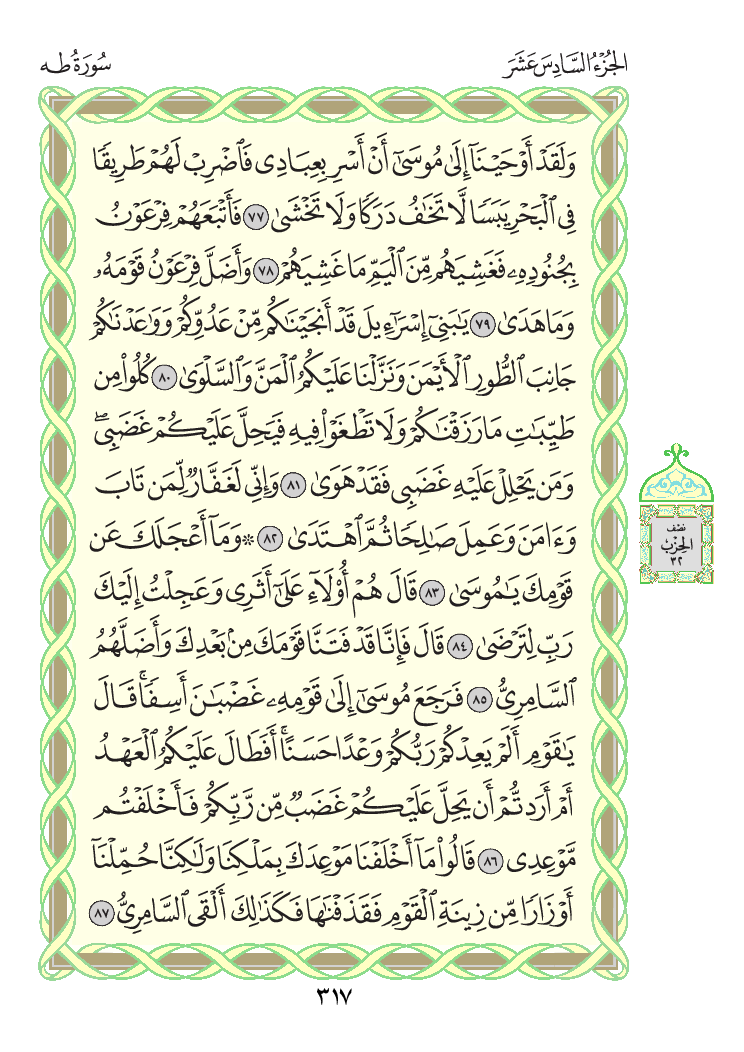 الجُزْءُ السَّادِسَ عَشَرَ
سُورَةُ طه
وَلَقَدْ أَوْحَيْنَآ إِلَىٰ مُوسَىٰٓ أَنْ أَسْرِ بِعِبَادِى فَٱضْرِبْ لَهُمْ طَرِيقًا
فِى ٱلْبَحْرِ يَبَسًا لَّا تَخَٰفُ دَرَكًا وَلَا تَخْشَىٰ ٧٧ فَأَتْبَعَهُمْ فِرْعَوْنُ
بِجُنُودِهِۦ فَغَشِيَهُم مِّنَ ٱلْيَمِّ مَا غَشِيَهُمْ ٧٨ وَأَضَلَّ فِرْعَوْنُ قَوْمَهُۥ
وَمَا هَدَىٰ ٧٩ يَٰبَنِىٓ إِسْرَٰٓءِيلَ قَدْ أَنجَيْنَٰكُم مِّنْ عَدُوِّكُمْ وَوَٰعَدْنَٰكُمْ
جَانِبَ ٱلطُّورِ ٱلْأَيْمَنَ وَنَزَّلْنَا عَلَيْكُمُ ٱلْمَنَّ وَٱلسَّلْوَىٰ ٨٠ كُلُوا۟ مِن
طَيِّبَٰتِ مَا رَزَقْنَٰكُمْ وَلَا تَطْغَوْا۟ فِيهِ فَيَحِلَّ عَلَيْكُمْ غَضَبِىۖ
وَمَن يَحْلِلْ عَلَيْهِ غَضَبِى فَقَدْ هَوَىٰ ٨١ وَإِنِّى لَغَفَّارٌ لِّمَن تَابَ
وَءَامَنَ وَعَمِلَ صَٰلِحًا ثُمَّ ٱهْتَدَىٰ ٨٢ ۞ وَمَآ أَعْجَلَكَ عَن
قَوْمِكَ يَٰمُوسَىٰ ٨٣ قَالَ هُمْ أُو۟لَآءِ عَلَىٰٓ أَثَرِى وَعَجِلْتُ إِلَيْكَ
رَبِّ لِتَرْضَىٰ ٨٤ قَالَ فَإِنَّا قَدْ فَتَنَّا قَوْمَكَ مِنۢ بَعْدِكَ وَأَضَلَّهُمُ
ٱلسَّامِرِىُّ ٨٥ فَرَجَعَ مُوسَىٰٓ إِلَىٰ قَوْمِهِۦ غَضْبَٰنَ أَسِفًاۚ قَالَ
يَٰقَوْمِ أَلَمْ يَعِدْكُمْ رَبُّكُمْ وَعْدًا حَسَنًاۚ أَفَطَالَ عَلَيْكُمُ ٱلْعَهْدُ
أَمْ أَرَدتُّمْ أَن يَحِلَّ عَلَيْكُمْ غَضَبٌ مِّن رَّبِّكُمْ فَأَخْلَفْتُم
مَّوْعِدِى ٨٦ قَالُوا۟ مَآ أَخْلَفْنَا مَوْعِدَكَ بِمَلْكِنَا وَلَٰكِنَّا حُمِّلْنَآ
أَوْزَارًا مِّن زِينَةِ ٱلْقَوْمِ فَقَذَفْنَٰهَا فَكَذَٰلِكَ أَلْقَى ٱلسَّامِرِىُّ ٨٧
نصف
الحِزْب
٣٢
٣١٧